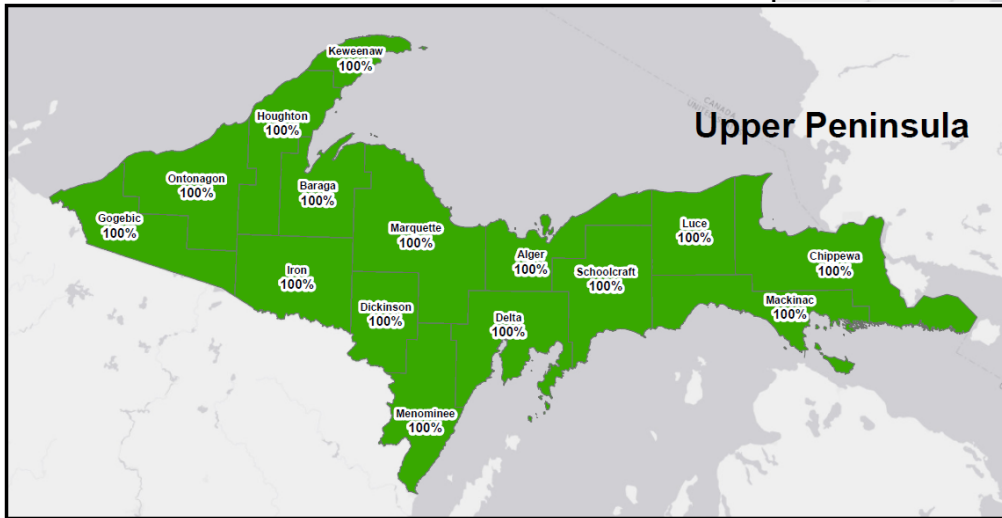 Keweenaw
100%
Houghton
100%
CANADA
Upper Peninsula
Ontonagon
100%
Baraga
100%
Gogebic
100%
Marquette
100%
Luce
100%
Alger
100%
Chippewa
100%
Iron
100%
Schoolcraft
100%
Dickinson
100%
Mackinac
100%
Delta
100%
Menominee
100%